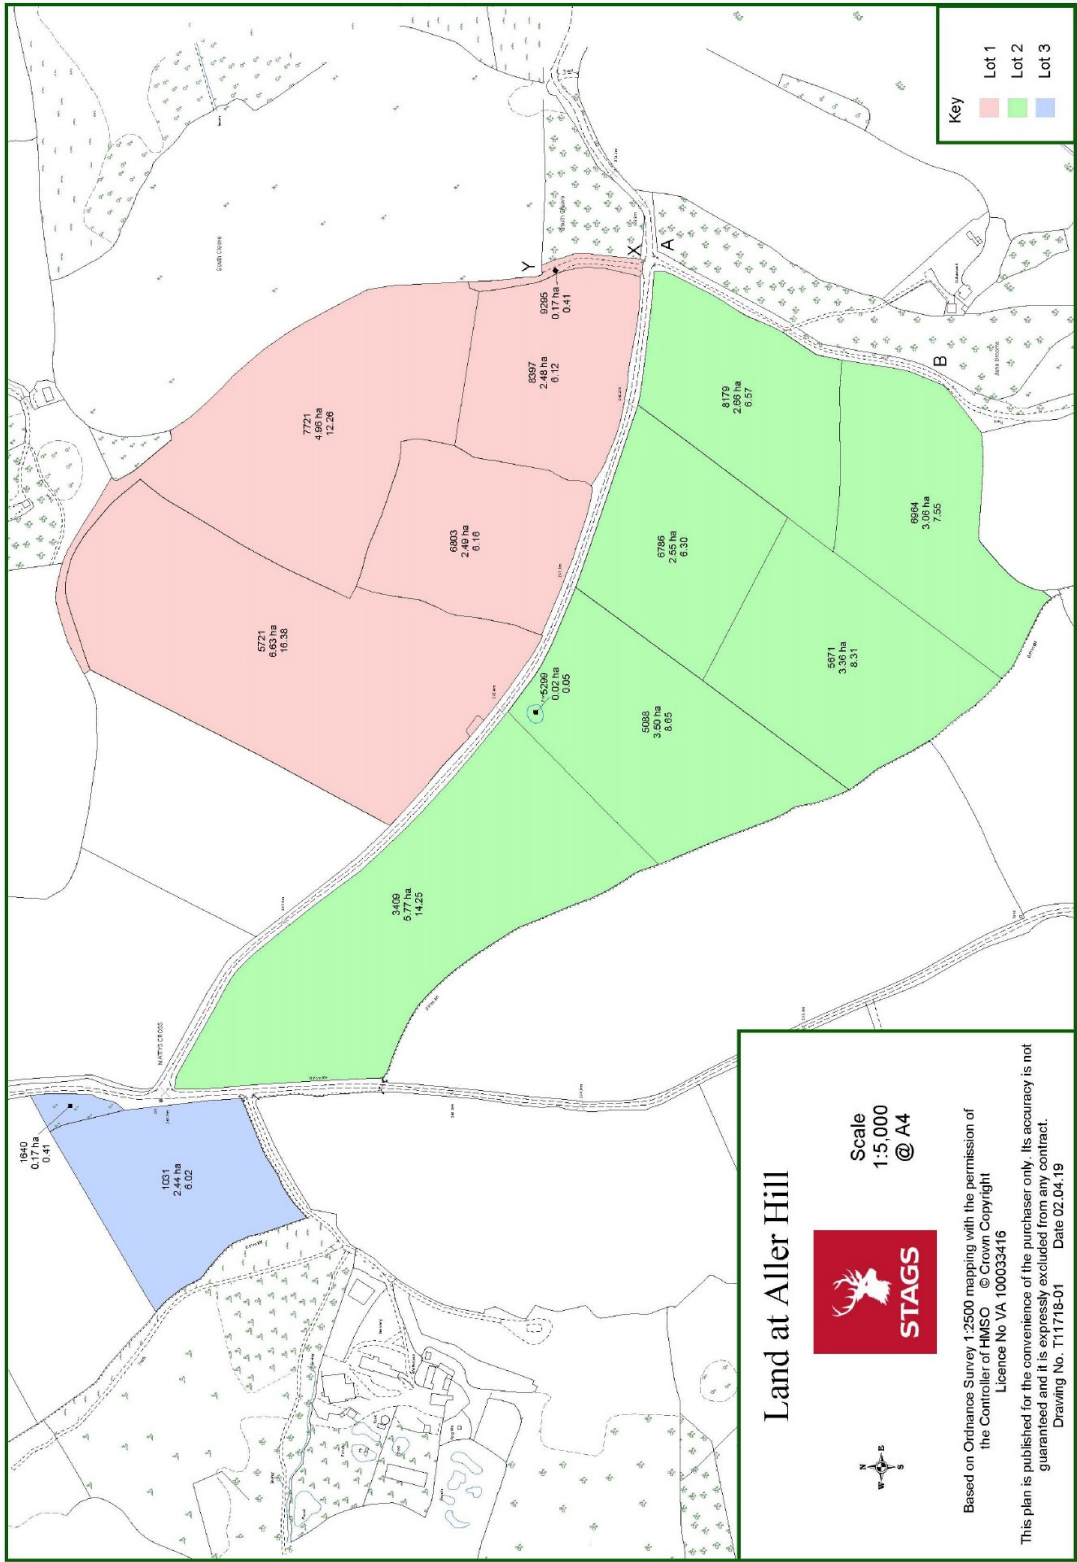 Key
Lot 1
Lot 2
Lot 3
Y
X
A
B
9295
0.17 ha
0.41
8397
2.48 ha
6.12
7721
4.96 ha
12.26
6803
2.49 ha
6.16
5721
6.63 ha
16.38
8179
2.66 ha
6.57
6964
3.06 ha
7.55
6786
2.55 ha
6.30
5671
3.36 ha
8.31
5299
0.02 ha
0.05
5088
3.50 ha
8.65
3409
5.77 ha
14.25
1640
0.17 ha
0.41
1031
2.44 ha
6.02
Land at Aller Hill
Scale
1:5,000
@ A4
STAGS
N
W
E
S
Based on Ordnance Survey 1:2500 mapping with the permission of
the Controller of HMSO © Crown Copyright
Licence No VA 100033416
This plan is published for the convenience of the purchaser only. Its accuracy is not
guaranteed and it is expressly excluded from any contract.
Drawing No. T11718-01 Date 02.04.19